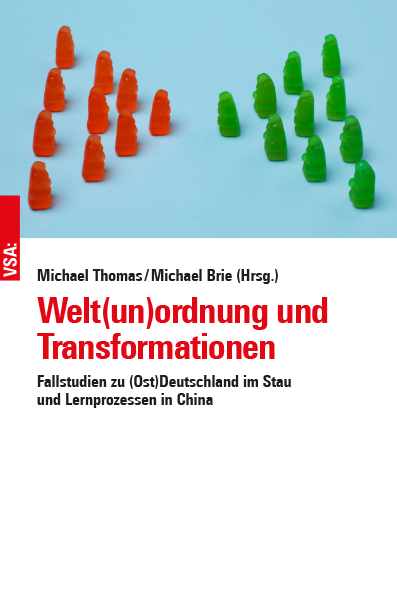 VSA:
Michael Thomas/Michael Brie (Hrsg.)
Welt(un)ordnung und
Transformationen
Fallstudien zu (Ost)Deutschland im Stau
und Lernprozessen in China